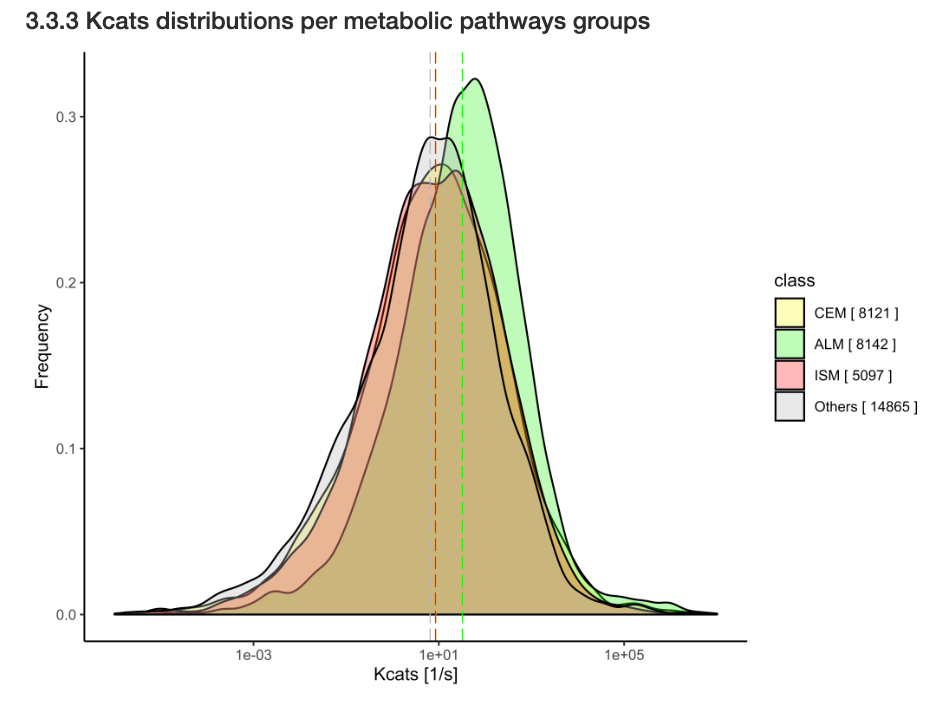 3.3.3 Kcats distributions per metabolic pathways groups
Frequency
0.3
0.2
0.1
0.0
1e-03
1e+01
1e+05
Kcats [1/s]
class
CEM [ 8121 ]
ALM [ 8142 ]
ISM [ 5097 ]
Others [ 14865 ]